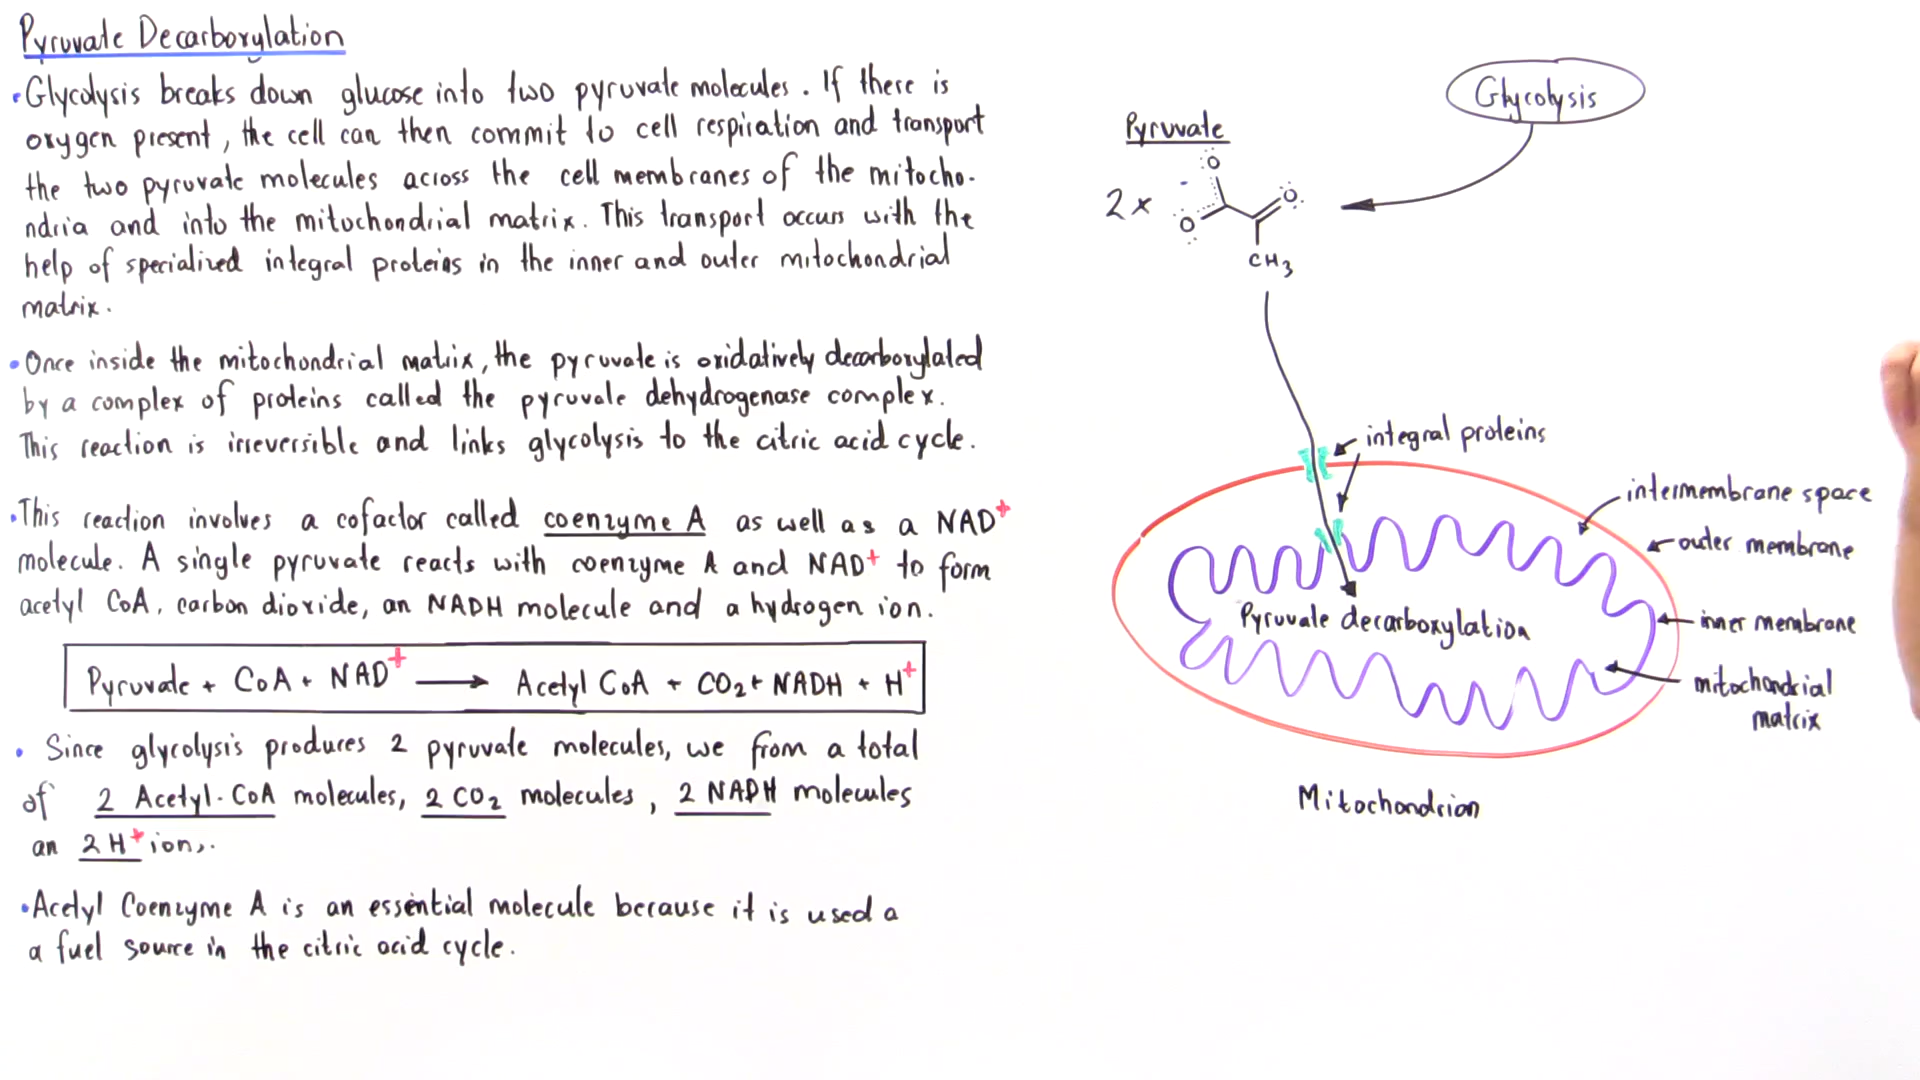 Pyruvate Decarboxylation
• Glycolysis breaks down glucose into two pyruvate molecules. If there is
oxygen present, the cell can then commit to cell respiration and transport
the two pyruvate molecules across the cell membranes of the mitocho-
ndria and into the mitochondrial matrix. This transport occurs with the
help of specialized integral proteins in the inner and outer mitochondrial
matrix.
• Once inside the mitochondrial matrix, the pyruvate is oxidatively decarboxylated
by a complex of proteins called the pyruvate dehydrogenase complex.
This reaction is irreversible and links glycolysis to the citric acid cycle.
• This reaction involves a cofactor called coenzyme A as well as a NAD+
molecule. A single pyruvate reacts with coenzyme A and NAD+ to form
acetyl CoA, carbon dioxide, an NADH molecule and a hydrogen ion.
Pyruvate + CoA + NAD+ → Acetyl CoA + CO2 + NADH + H+
• Since glycolysis produces 2 pyruvate molecules, we from a total
of 2 Acetyl-CoA molecules, 2 CO2 molecules, 2 NADH molecules
an 2 H+ ions.
• Acetyl Coenzyme A is an essential molecule because it is used a
a fuel source in the citric acid cycle.
Glycolysis
Pyruvate
2 x
O
O
O
CH3
integral proteins
intermembrane space
outer membrane
inner membrane
Pyruvate decarboxylation
mitochondrial
matrix
Mitochondrion